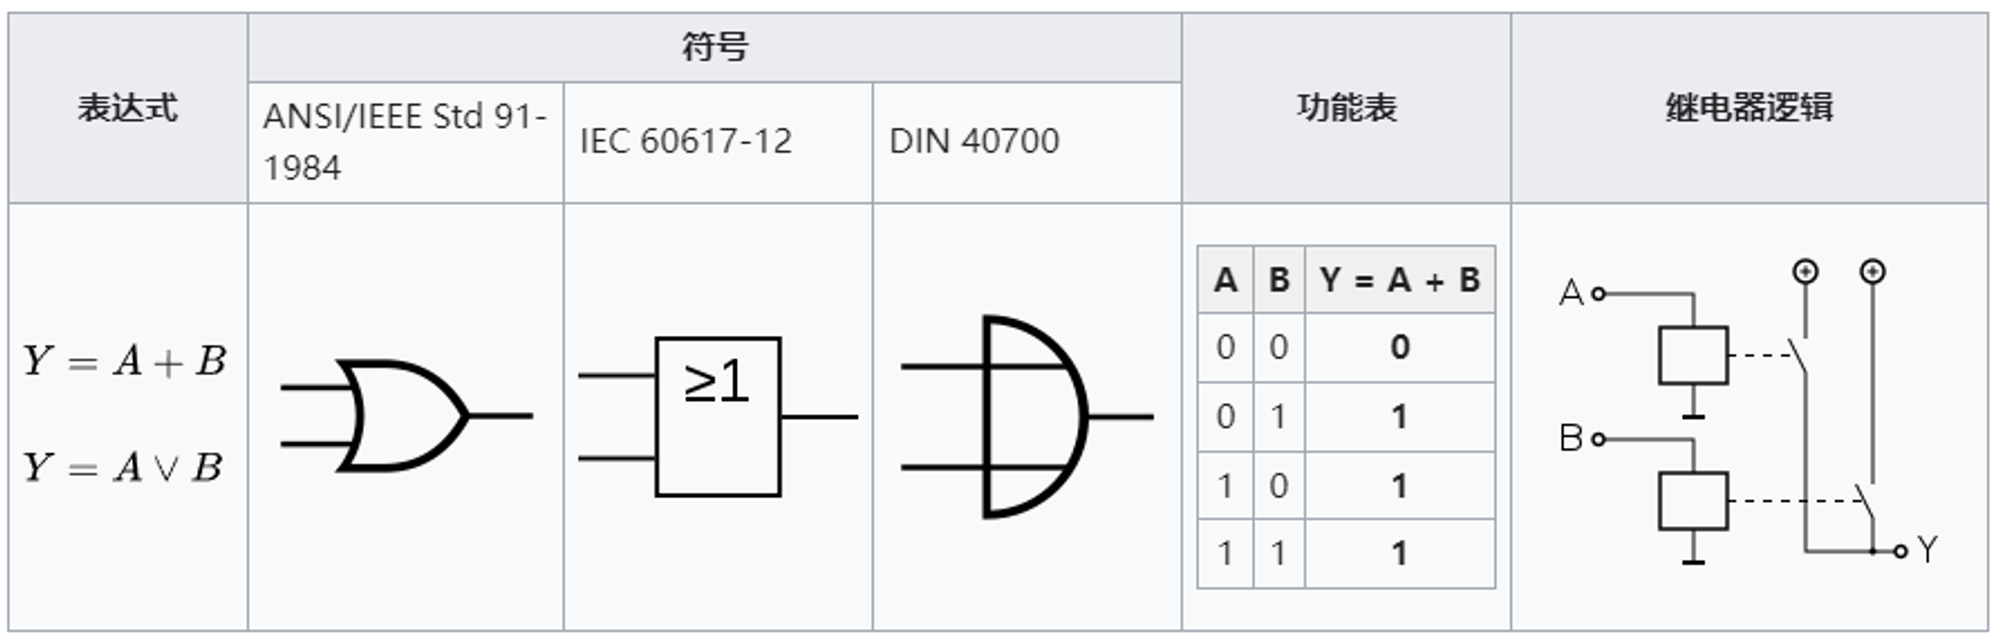 表达式
符号
ANSI/IEEE Std 91-
1984
IEC 60617-12
DIN 40700
功能表
继电器逻辑
Y = A + B
Y = A ∨ B
≥1
A B Y = A + B
0 0 0
0 1 1
1 0 1
1 1 1
A
B
Y